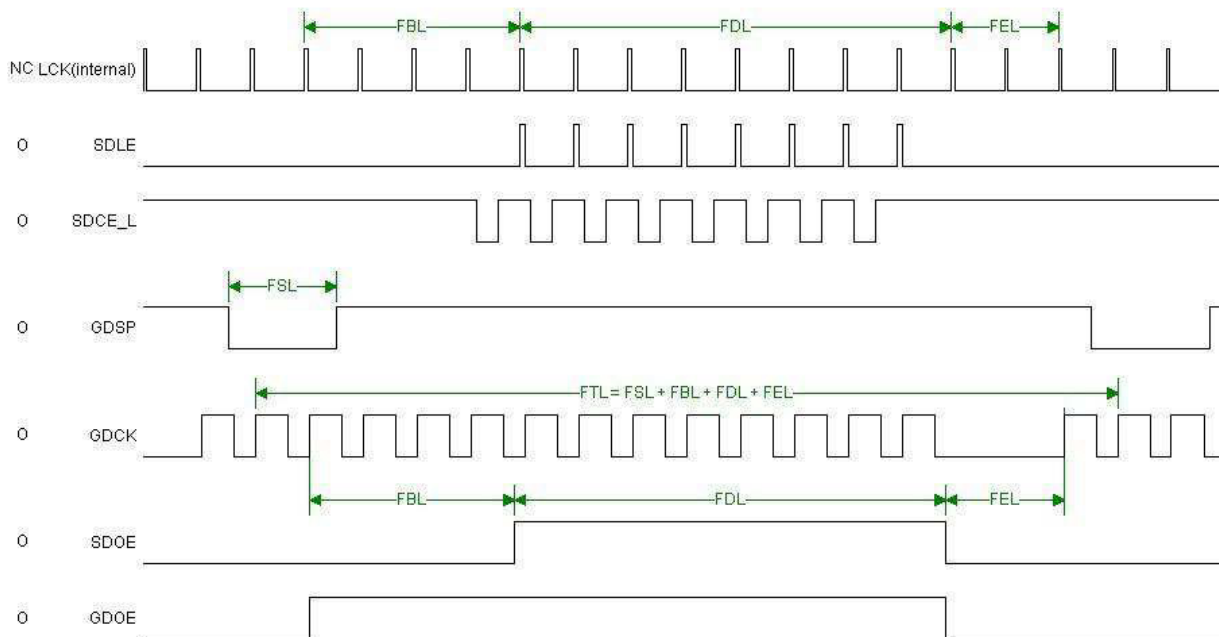 FBL FDL FEL
NC LCK(internal)
O SDLE
O SDCE_L
FSL
O GDSP
FTL = FSL + FBL + FDL + FEL
O GDCK
FBL FDL FEL
O SDOE
O GDOE